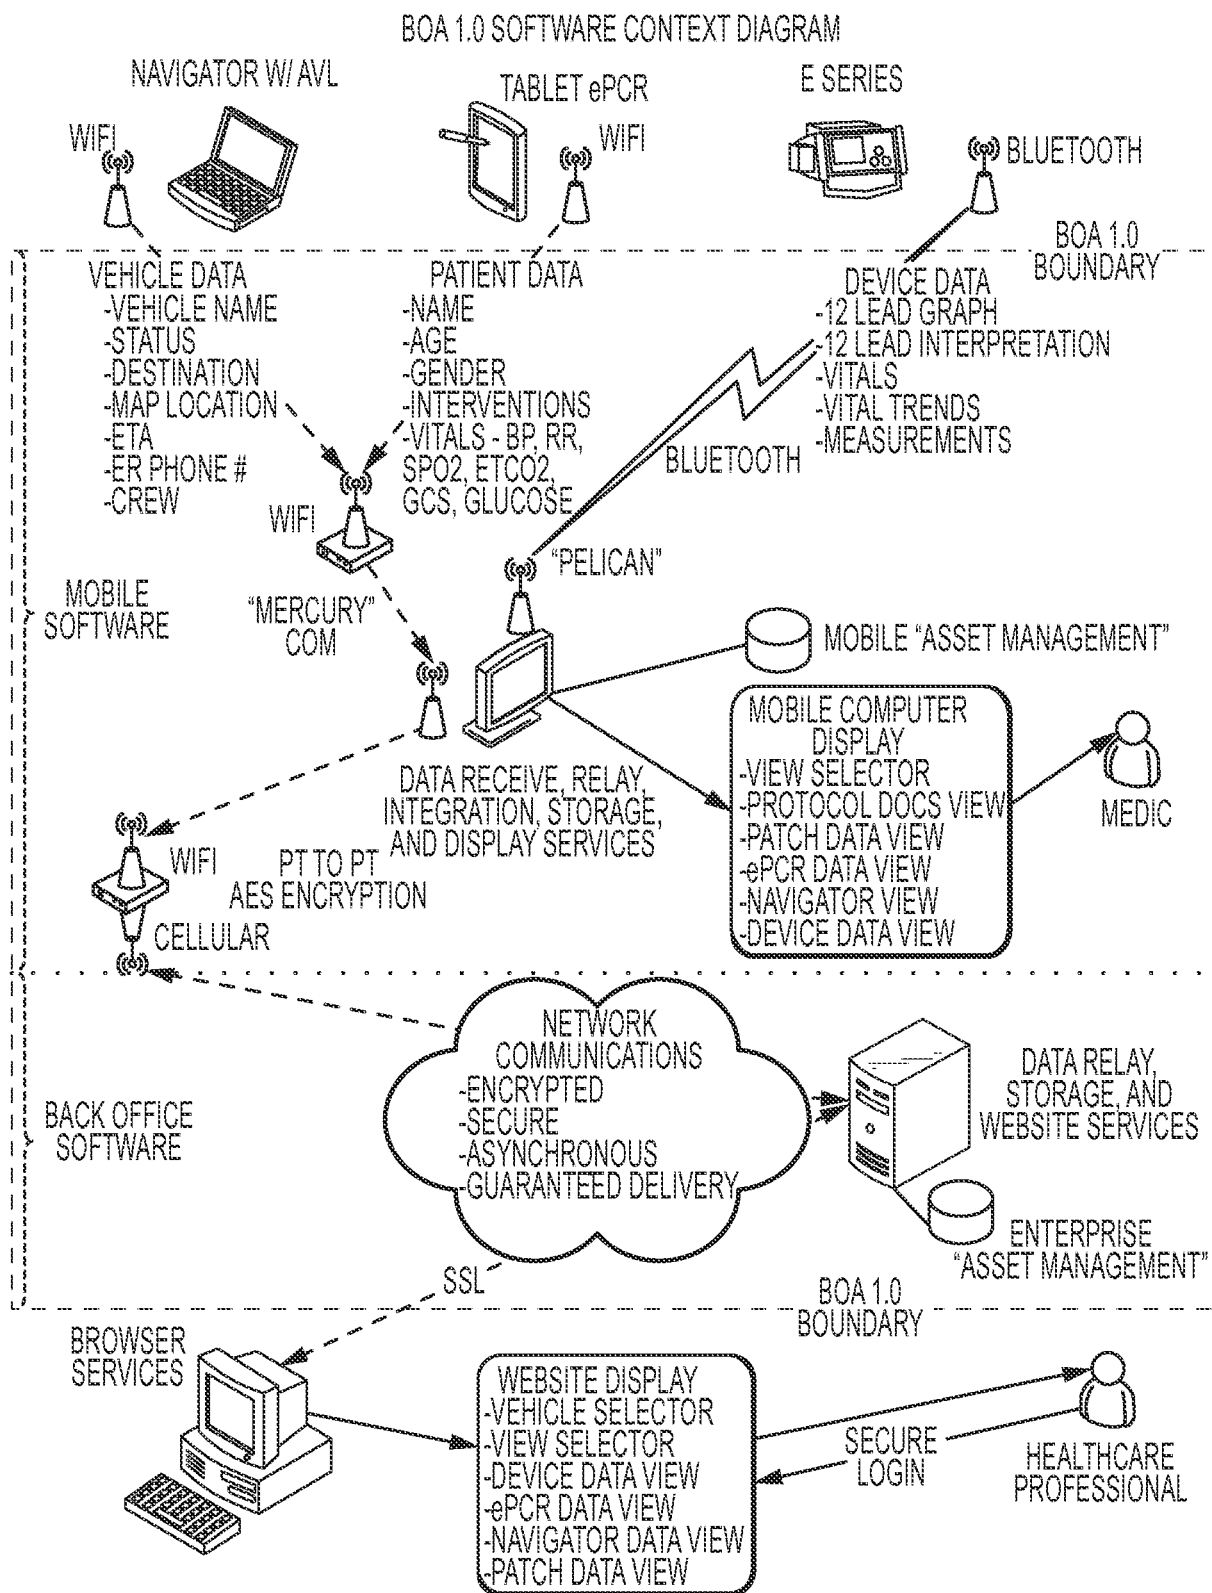 BOA 1.0 SOFTWARE CONTEXT DIAGRAM
NAVIGATOR W/ AVL
TABLET ePCR
E SERIES
WIFI
WIFI
BLUETOOTH
BOA 1.0
BOUNDARY
VEHICLE DATA
-VEHICLE NAME
-STATUS
-DESTINATION
-MAP LOCATION
-ETA
-ER PHONE #
-CREW
PATIENT DATA
-NAME
-AGE
-GENDER
-INTERVENTIONS
-VITALS - BP, RR,
SPO2, ETCO2,
GCS, GLUCOSE
DEVICE DATA
-12 LEAD GRAPH
-12 LEAD INTERPRETATION
-VITALS
-VITAL TRENDS
-MEASUREMENTS
BLUETOOTH
WIFI
"PELICAN"
MOBILE
SOFTWARE
"MERCURY"
COM
MOBILE "ASSET MANAGEMENT"
MOBILE COMPUTER
DISPLAY
-VIEW SELECTOR
-PROTOCOL DOCS VIEW
-PATCH DATA VIEW
-ePCR DATA VIEW
-NAVIGATOR VIEW
-DEVICE DATA VIEW
MEDIC
DATA RECEIVE, RELAY,
INTEGRATION, STORAGE,
AND DISPLAY SERVICES
WIFI
PT TO PT
AES ENCRYPTION
CELLULAR
BACK OFFICE
SOFTWARE
NETWORK
COMMUNICATIONS
-ENCRYPTED
-SECURE
-ASYNCHRONOUS
-GUARANTEED DELIVERY
DATA RELAY,
STORAGE, AND
WEBSITE SERVICES
ENTERPRISE
"ASSET MANAGEMENT"
SSL
BOA 1.0
BOUNDARY
BROWSER
SERVICES
WEBSITE DISPLAY
-VEHICLE SELECTOR
-VIEW SELECTOR
-DEVICE DATA VIEW
-ePCR DATA VIEW
-NAVIGATOR DATA VIEW
-PATCH DATA VIEW
SECURE
LOGIN
HEALTHCARE
PROFESSIONAL